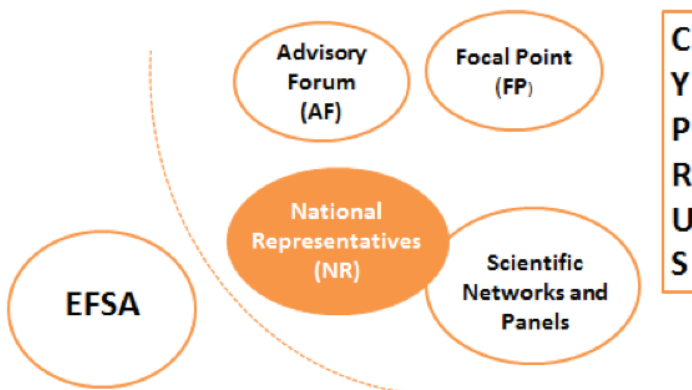 Advisory
Forum
(AF)
Focal Point
(FP)
National
Representatives
(NR)
Scientific
Networks and
Panels
EFSA
C
Y
P
R
U
S